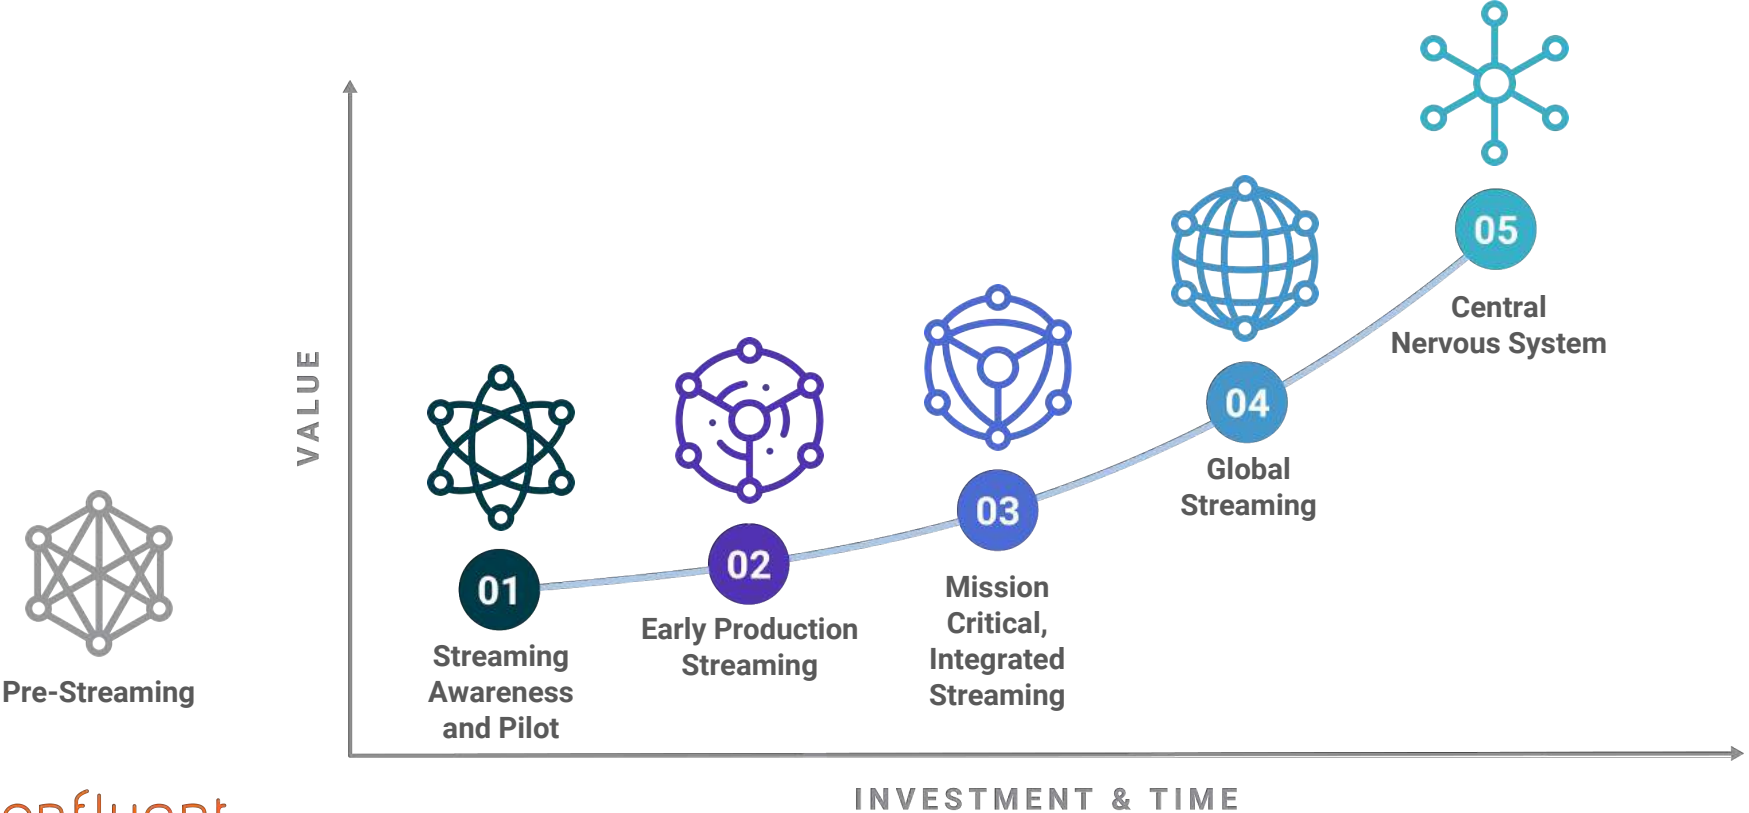 VALUE
05
Central
Nervous System
04
Global
Streaming
03
Mission
Critical,
Integrated
Streaming
02
Early Production
Streaming
01
Streaming
Awareness
and Pilot
Pre-Streaming
INVESTMENT & TIME